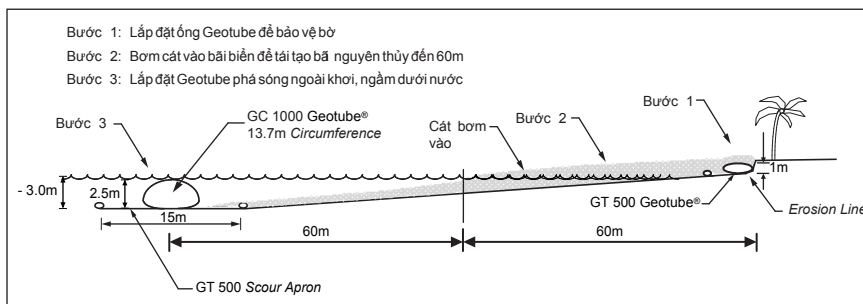 Bước 1: Lắp đặt ống Geotube để bảo vệ bờ
Bước 2: Bơm cát vào bãi biển để tái tạo bã nguyên thủy đến 60m
Bước 3: Lắp đặt Geotube phá sóng ngoài khơi, ngầm dưới nước
Bước 3
GC 1000 Geotube®
13.7m Circumference
Cát bơm
vào
Bước 2
Bước 1
- 3.0m
2.5m
15m
1m
GT 500 Geotube®
Erosion Line
60m
60m
GT 500 Scour Apron